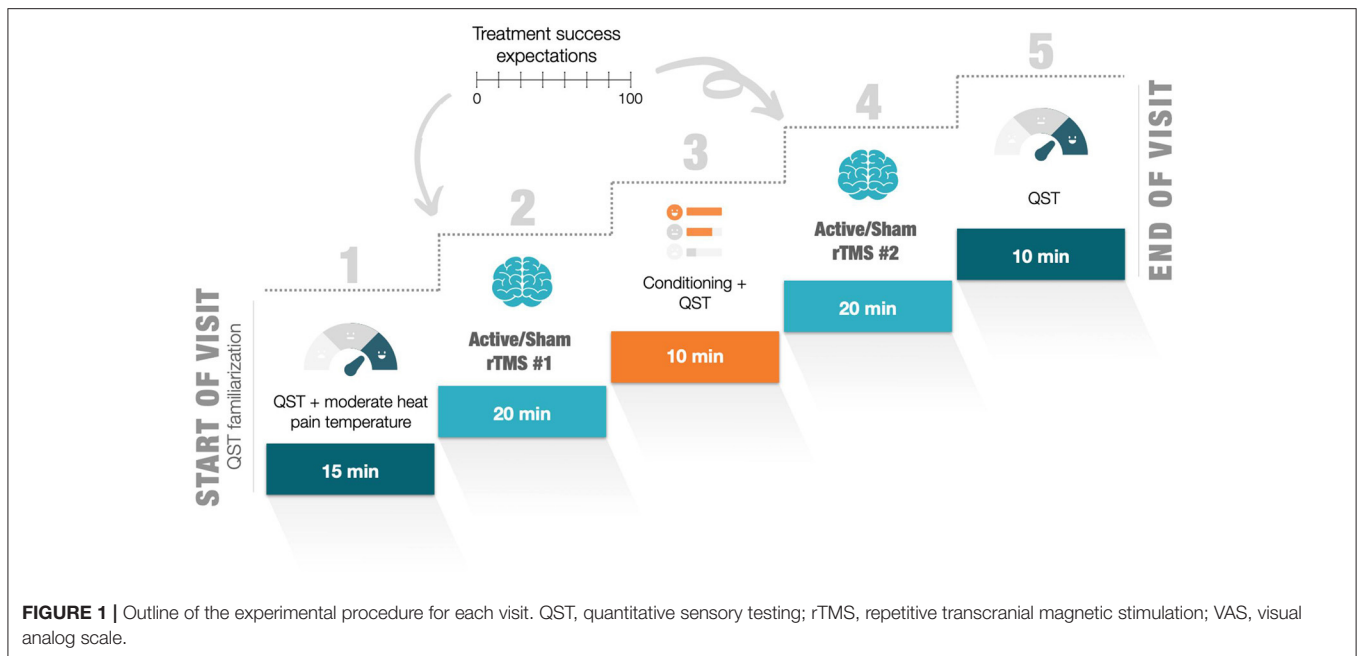 Treatment success
expectations
0 100
START OF VISIT
QST familiarization
1
QST + moderate heat
pain temperature
15 min
2
Active/Sham
rTMS #1
20 min
3
Conditioning +
QST
10 min
4
Active/Sham
rTMS #2
20 min
5
QST
10 min
END OF VISIT
FIGURE 1 | Outline of the experimental procedure for each visit. QST, quantitative sensory testing; rTMS, repetitive transcranial magnetic stimulation; VAS, visual
analog scale.